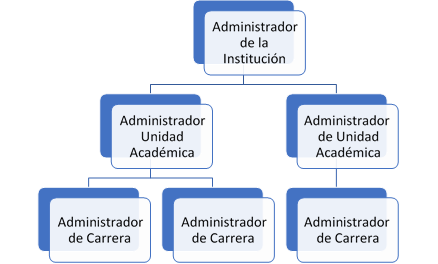 Administrador
de la
Institución
Administrador
Unidad
Académica
Administrador
de Unidad
Académica
Administrador
de Carrera
Administrador
de Carrera
Administrador
de Carrera